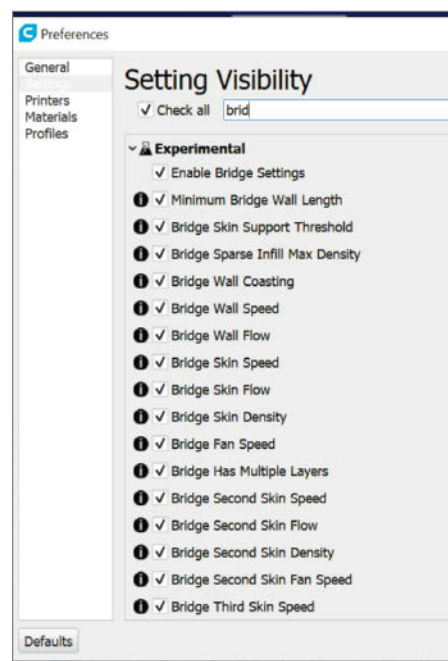 Preferences
General
Settings
Printers
Materials
Profiles
Setting Visibility
Check all brid
Experimental
Enable Bridge Settings
Minimum Bridge Wall Length
Bridge Skin Support Threshold
Bridge Sparse Infill Max Density
Bridge Wall Coasting
Bridge Wall Speed
Bridge Wall Flow
Bridge Skin Speed
Bridge Skin Flow
Bridge Skin Density
Bridge Fan Speed
Bridge Has Multiple Layers
Bridge Second Skin Speed
Bridge Second Skin Flow
Bridge Second Skin Density
Bridge Second Skin Fan Speed
Bridge Third Skin Speed
Defaults